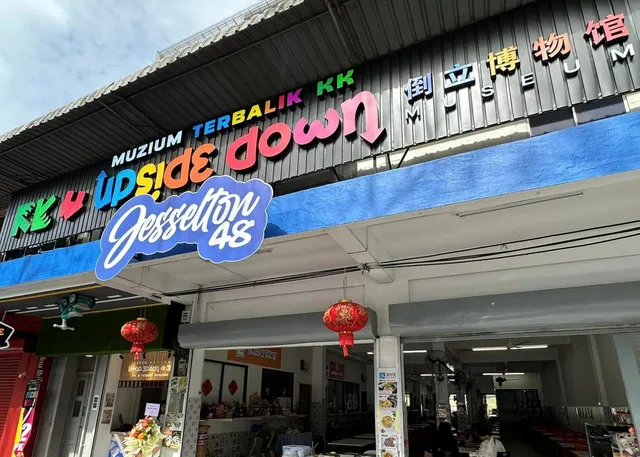 MUZIUM TERBALIK KK
KK UPSIDE DOWN
倒立博物馆
MUSEUM
Jesselton
48